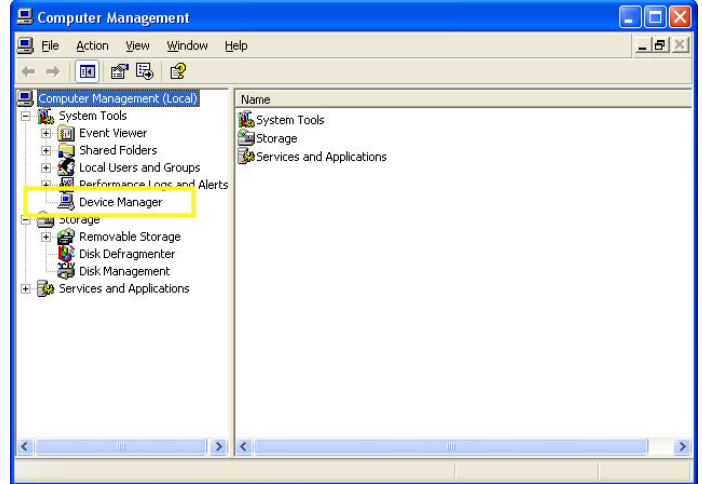 Computer Management
File Action View Window Help
Computer Management (Local)
System Tools
Event Viewer
Shared Folders
Local Users and Groups
Performance Logs and Alerts
Device Manager
Storage
Removable Storage
Disk Defragmenter
Disk Management
Services and Applications
Name
System Tools
Storage
Services and Applications